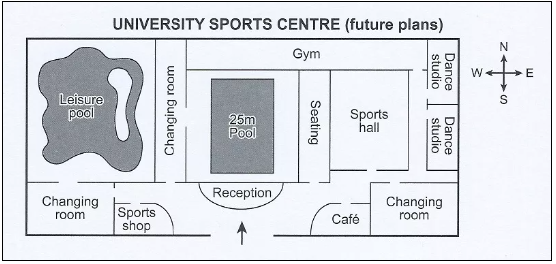 UNIVERSITY SPORTS CENTRE (future plans)
Gym
Leisure
pool
Changing room
25m
Pool
Seating
Sports
hall
Dance
studio
Dance
studio
N
W E
S
Changing
room
Sports
shop
Reception
Café
Changing
room